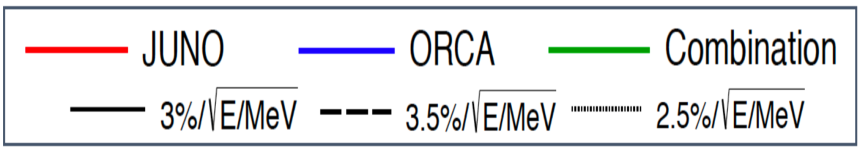 JUNO ORCA Combination
3%/√E/MeV 3.5%/√E/MeV 2.5%/√E/MeV